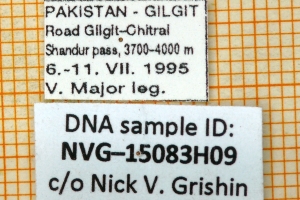 PAKISTAN - GILGIT
Road Gilgit-Chitral
Shandur pass, 3700-4000 m
6.-11. VII. 1995
V. Major leg.
DNA sample ID:
NVG–15083H09
c/o Nick V. Grishin